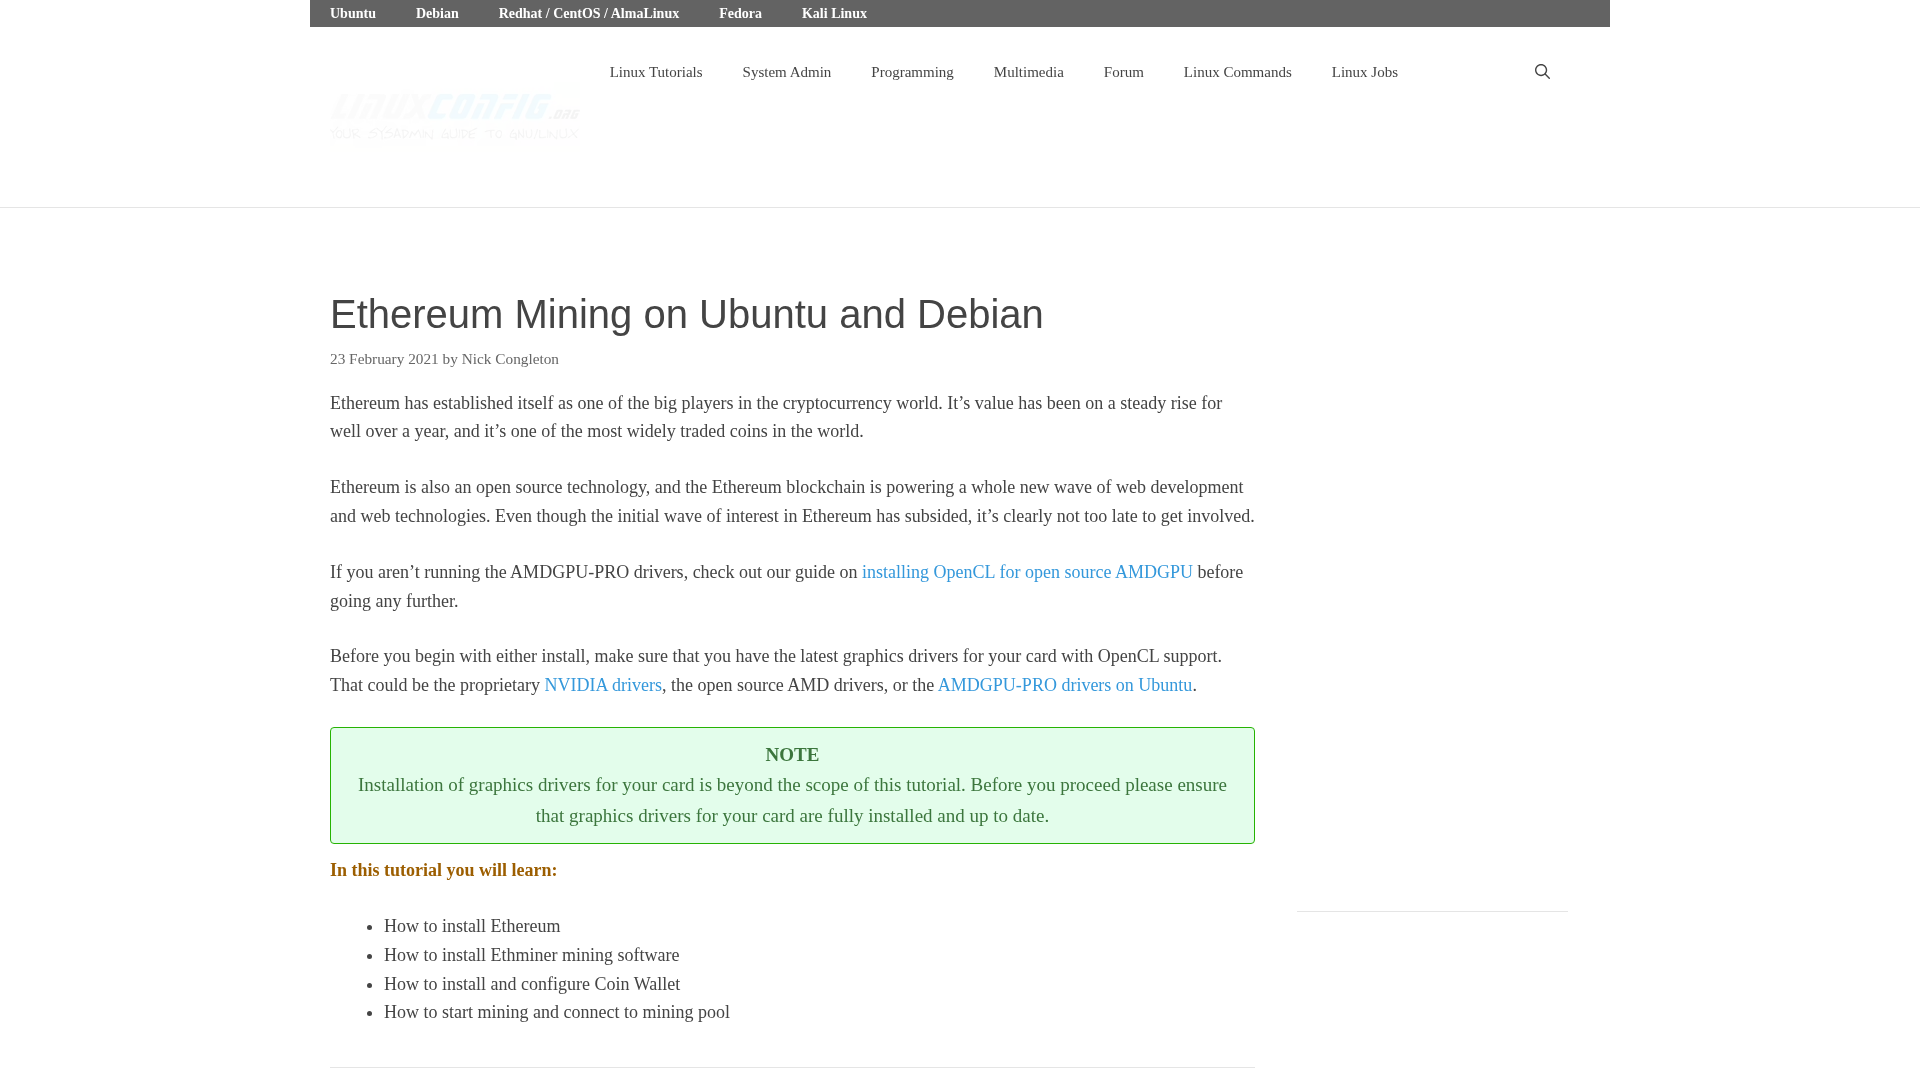 Ubuntu Debian Redhat / CentOS / AlmaLinux Fedora Kali Linux
Linux Tutorials System Admin Programming Multimedia Forum Linux Commands Linux Jobs
LINUXCONFIG.ORG
YOUR SYSADMIN GUIDE TO GNU/LINUX
Ethereum Mining on Ubuntu and Debian
23 February 2021 by Nick Congleton
Ethereum has established itself as one of the big players in the cryptocurrency world. It’s value has been on a steady rise for
well over a year, and it’s one of the most widely traded coins in the world.
Ethereum is also an open source technology, and the Ethereum blockchain is powering a whole new wave of web development
and web technologies. Even though the initial wave of interest in Ethereum has subsided, it’s clearly not too late to get involved.
If you aren’t running the AMDGPU-PRO drivers, check out our guide on installing OpenCL for open source AMDGPU before
going any further.
Before you begin with either install, make sure that you have the latest graphics drivers for your card with OpenCL support.
That could be the proprietary NVIDIA drivers, the open source AMD drivers, or the AMDGPU-PRO drivers on Ubuntu.
NOTE
Installation of graphics drivers for your card is beyond the scope of this tutorial. Before you proceed please ensure
that graphics drivers for your card are fully installed and up to date.
In this tutorial you will learn:
• How to install Ethereum
• How to install Ethminer mining software
• How to install and configure Coin Wallet
• How to start mining and connect to mining pool